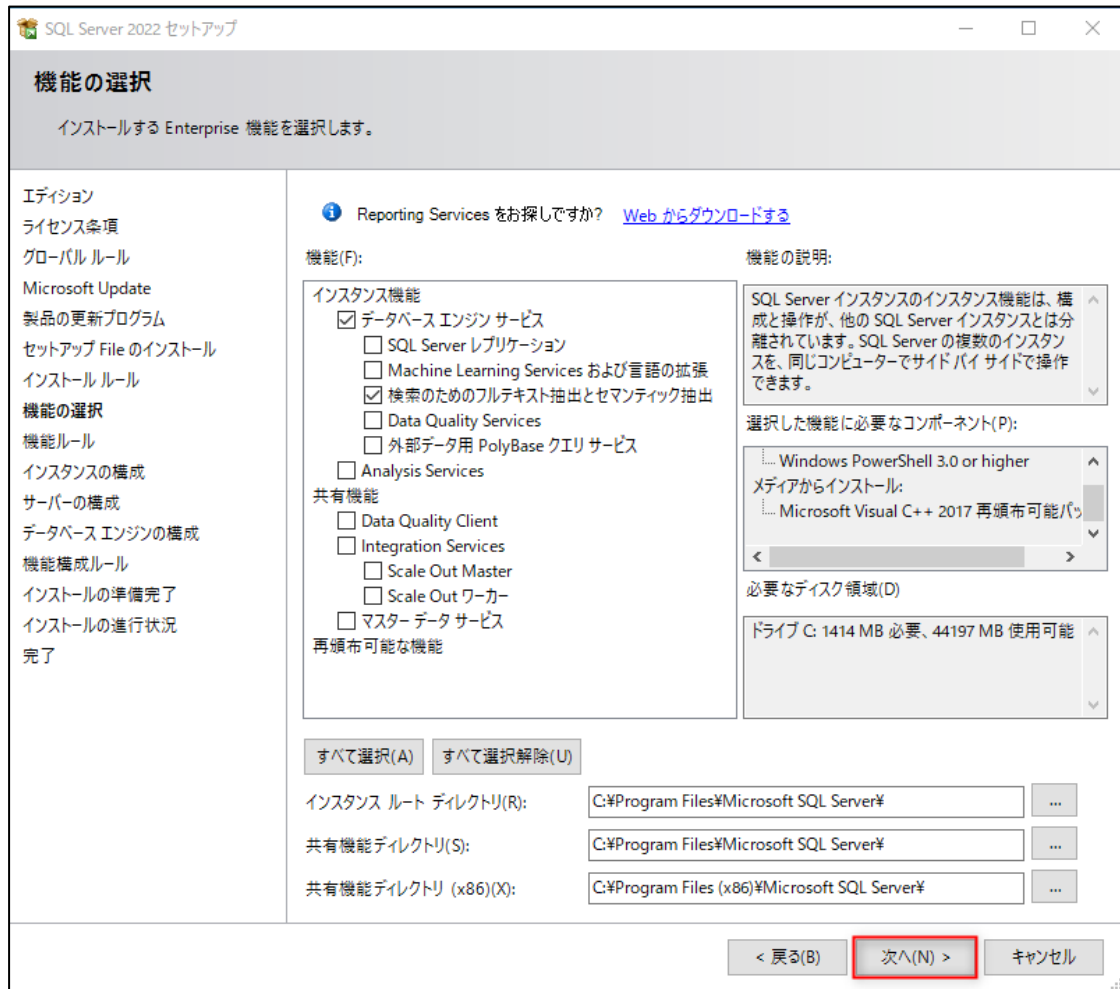 SQL Server 2022 セットアップ
機能の選択
インストールする Enterprise 機能を選択します。
エディション
ライセンス条項
グローバル ルール
Microsoft Update
製品の更新プログラム
セットアップ File のインストール
インストール ルール
機能の選択
機能ルール
インスタンスの構成
サーバーの構成
データベース エンジンの構成
機能構成ルール
インストールの準備完了
インストールの進行状況
完了
Reporting Services をお探しですか? Web からダウンロードする
機能(F):
インスタンス機能
データベース エンジン サービス
SQL Server レプリケーション
Machine Learning Services および言語の拡張
検索のためのフルテキスト抽出とセマンティック抽出
Data Quality Services
外部データ用 PolyBase クエリ サービス
Analysis Services
共有機能
Data Quality Client
Integration Services
Scale Out Master
Scale Out ワーカー
マスター データ サービス
再頒布可能な機能
機能の説明:
SQL Server インスタンスのインスタンス機能は、構
成と操作が、他の SQL Server インスタンスとは分
離されています。SQL Server の複数のインスタン
スを、同じコンピューターでサイド バイ サイドで操作
できます。
選択した機能に必要なコンポーネント(P):
Windows PowerShell 3.0 or higher
メディアからインストール:
Microsoft Visual C++ 2017 再頒布可能パッ
必要なディスク領域(D)
ドライブ C: 1414 MB 必要、44197 MB 使用可能
すべて選択(A) すべて選択解除(U)
インスタンス ルート ディレクトリ(R): C:¥Program Files¥Microsoft SQL Server¥ ...
共有機能ディレクトリ(S): C:¥Program Files¥Microsoft SQL Server¥ ...
共有機能ディレクトリ (x86)(X): C:¥Program Files (x86)¥Microsoft SQL Server¥ ...
< 戻る(B) 次へ(N) > キャンセル